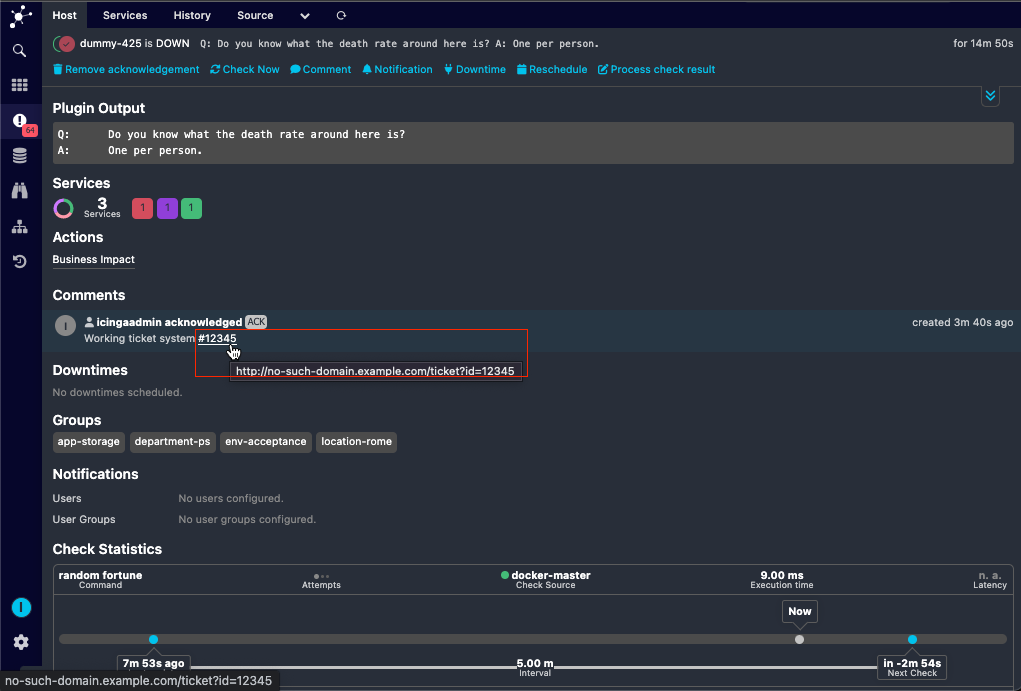 Host Services History Source
dummy-425 is DOWN Q: Do you know what the death rate around here is? A: One per person. for 14m 50s
Remove acknowledgement Check Now Comment Notification Downtime Reschedule Process check result
64
Plugin Output
Q: Do you know what the death rate around here is?
A: One per person.
Services
3
Services
1 1 1
Actions
Business Impact
Comments
I
icingaadmin acknowledged ACK created 3m 40s ago
Working ticket system #12345
http://no-such-domain.example.com/ticket?id=12345
Downtimes
No downtimes scheduled.
Groups
app-storage department-ps env-acceptance location-rome
Notifications
Users No users configured.
User Groups No user groups configured.
Check Statistics
random fortune docker-master 9.00 ms n. a.
Command Attempts Check Source Execution time Latency
I
Now
7m 53s ago 5.00 m in -2m 54s
Interval Next Check
no-such-domain.example.com/ticket?id=12345